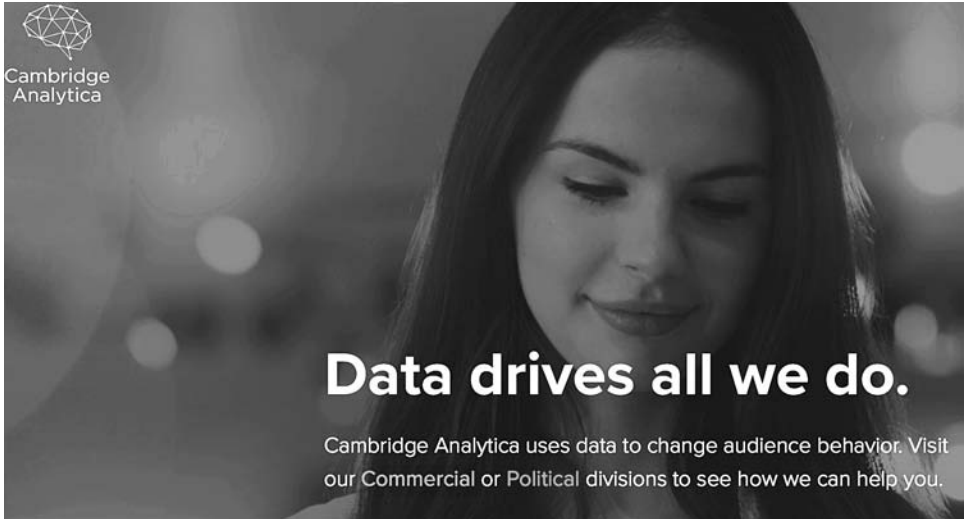 Cambridge
Analytica
Data drives all we do.
Cambridge Analytica uses data to change audience behavior. Visit
our Commercial or Political divisions to see how we can help you.